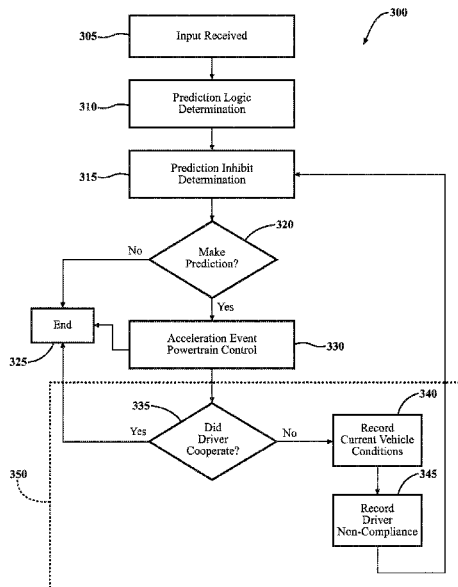 300
305
Input Received
310
Prediction Logic
Determination
315
Prediction Inhibit
Determination
320
No
Make
Prediction?
Yes
End
325
Acceleration Event
Powertrain Control
330
335
Yes
Did
Driver
Cooperate?
No
340
Record
Current Vehicle
Conditions
350
345
Record
Driver
Non-Compliance